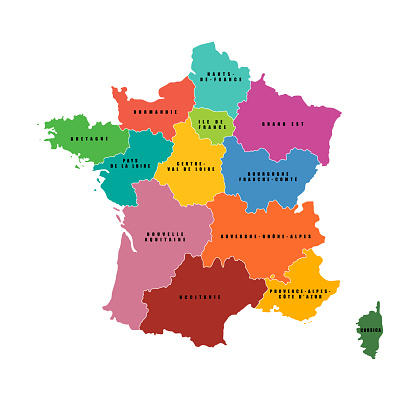 HAUTS-
DE-FRANCE
NORMANDIE
ILE DE
FRANCE
GRAND EST
BRETAGNE
PAYS
DE LA LOIRE
CENTRE-
VAL DE LOIRE
BOURGOGNE
FRANCHE-COMTÉ
NOUVELLE
AQUITAINE
AUVERGNE-RHÔNE-ALPES
OCCITANIE
PROVENCE-ALPES-
CÔTE D'AZUR
CORSICA